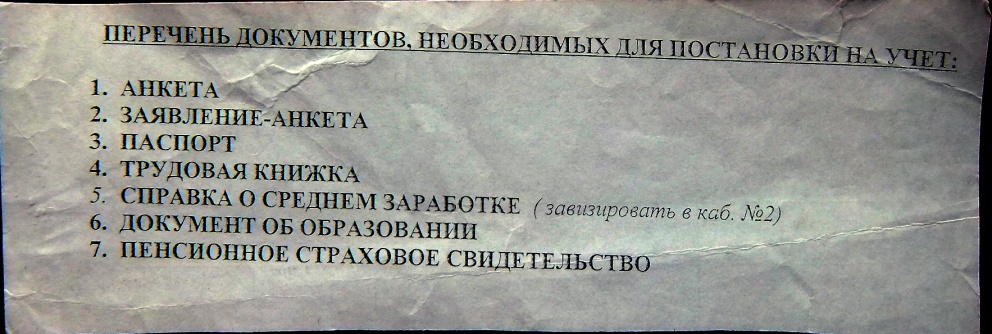 ПЕРЕЧЕНЬ ДОКУМЕНТОВ, НЕОБХОДИМЫХ ДЛЯ ПОСТАНОВКИ НА УЧЕТ:
1. АНКЕТА
2. ЗАЯВЛЕНИЕ-АНКЕТА
3. ПАСПОРТ
4. ТРУДОВАЯ КНИЖКА
5. СПРАВКА О СРЕДНЕМ ЗАРАБОТКЕ ( завизировать в каб. №2)
6. ДОКУМЕНТ ОБ ОБРАЗОВАНИИ
7. ПЕНСИОННОЕ СТРАХОВОЕ СВИДЕТЕЛЬСТВО